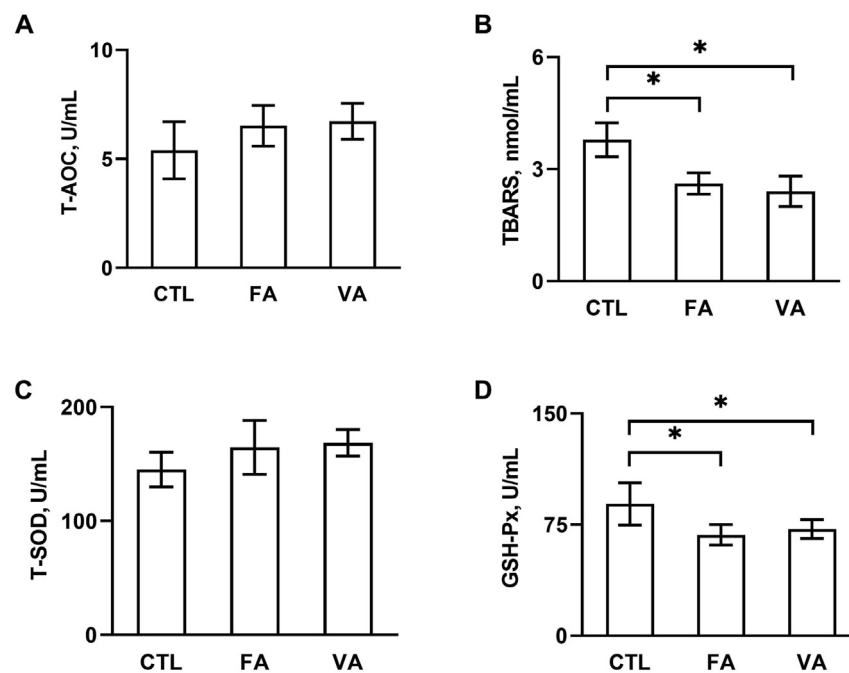 A
T-AOC, U/mL
10
5
0
CTL FA VA
B
TBARS, nmol/mL
6
3
0
*
*
CTL FA VA
C
T-SOD, U/mL
200
100
0
CTL FA VA
D
GSH-Px, U/mL
150
75
0
*
*
CTL FA VA